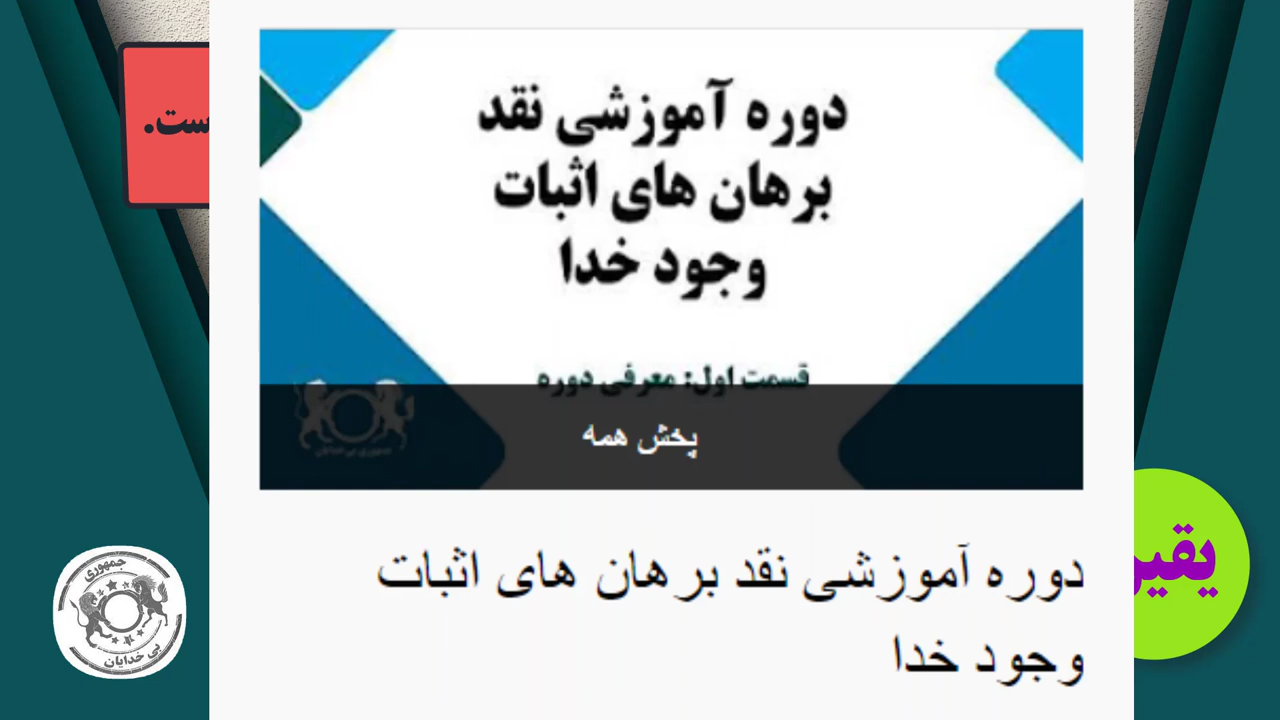 ست.
دوره آموزشی نقد
برهان های اثبات
وجود خدا
قسمت اول: معرفی دوره
پخش همه
دوره آموزشی نقد برهان های اثبات
وجود خدا
یقیر
جمهوری
بی خدایان